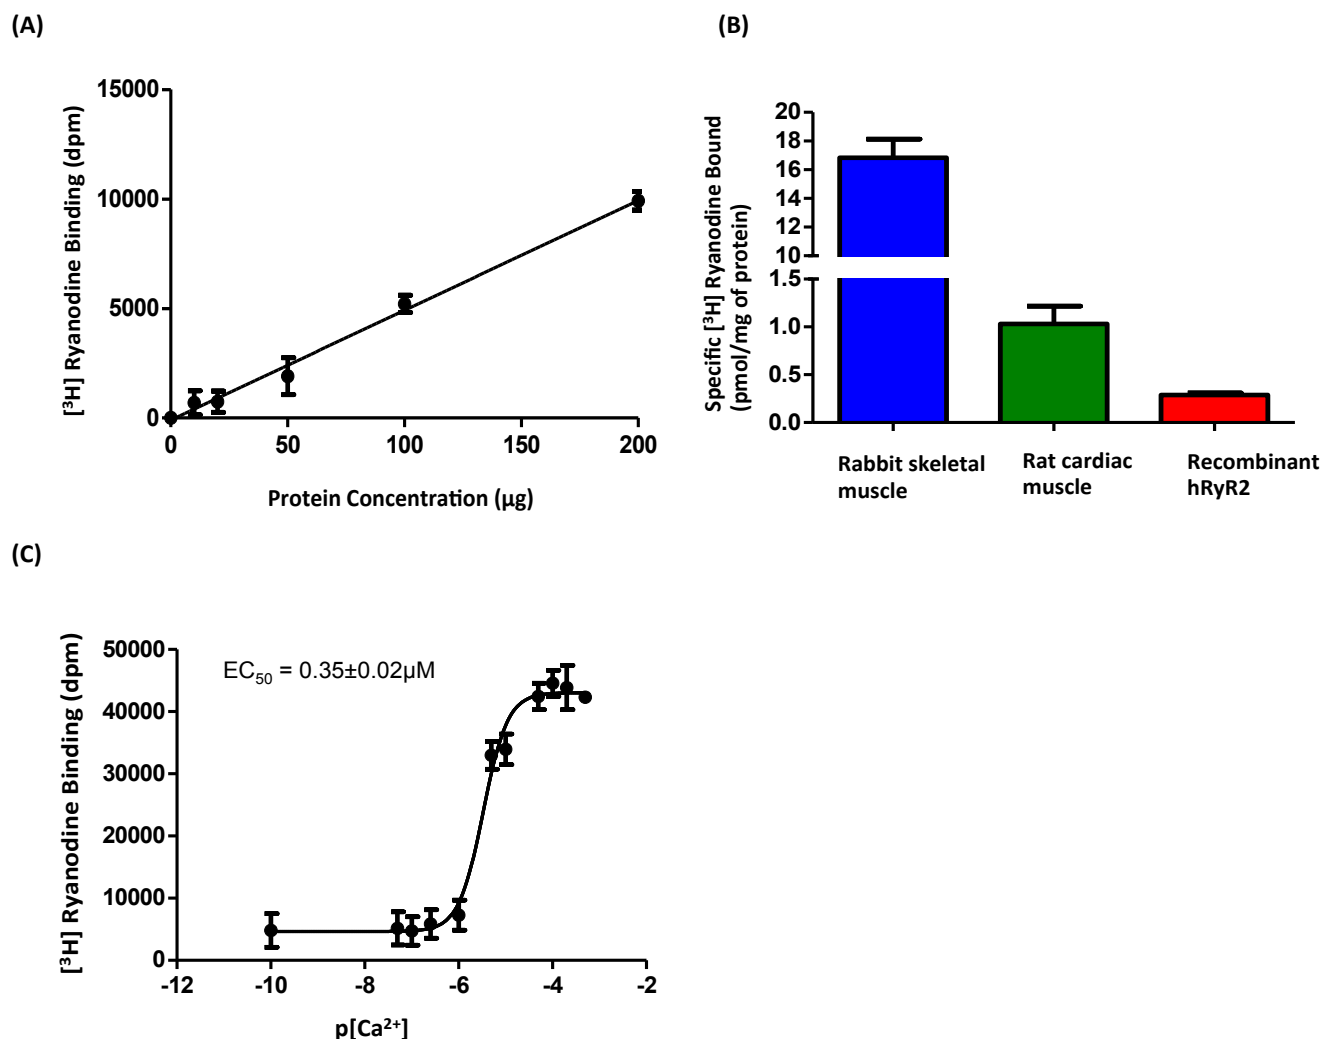 (A)
[³H] Ryanodine Binding (dpm)
15000
10000
5000
0
0 50 100 150 200
Protein Concentration (µg)
(B)
Specific [³H] Ryanodine Bound
(pmol/mg of protein)
20
18
16
14
12
10
1.5
1.0
0.5
0.0
Rabbit skeletal
muscle
Rat cardiac
muscle
Recombinant
hRyR2
(C)
[³H] Ryanodine Binding (dpm)
50000
40000
30000
20000
10000
0
EC₅₀ = 0.35±0.02µM
-12 -10 -8 -6 -4 -2
p[Ca²⁺]